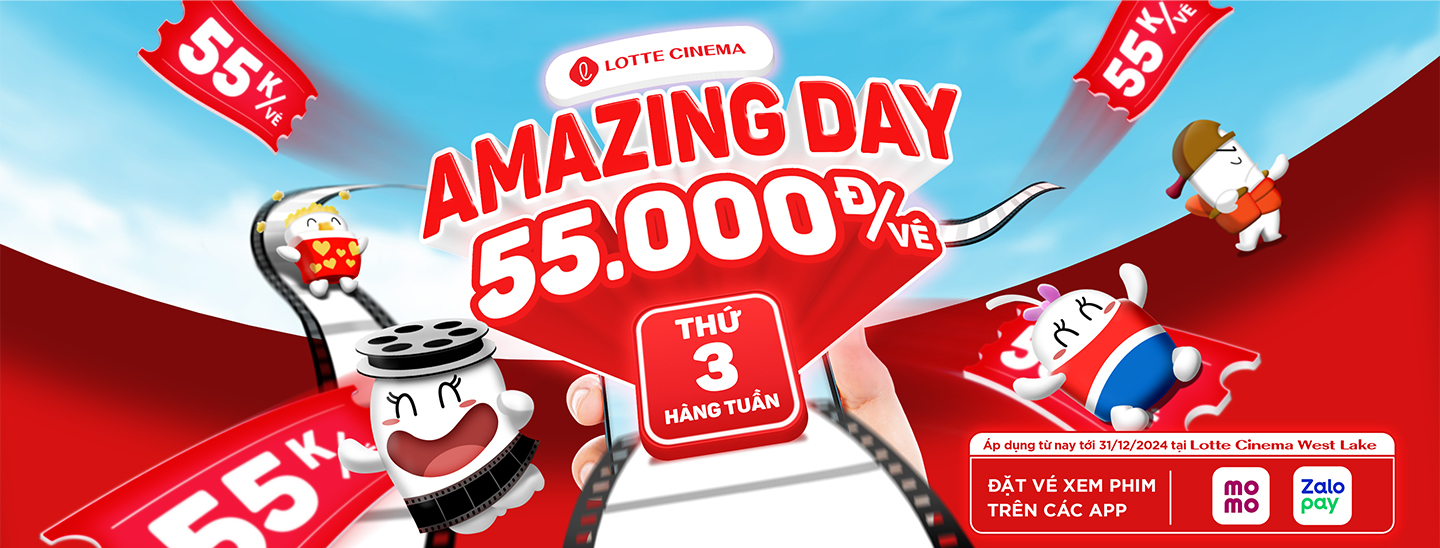 55K/VÉ
55K/VÉ
LOTTE CINEMA
AMAZING DAY
55.000Đ/VÉ
THỨ
3
HÀNG TUẦN
55K/
5
Áp dụng từ nay tới 31/12/2024 tại Lotte Cinema West Lake
ĐẶT VÉ XEM PHIM
TRÊN CÁC APP
mo
mo
Zalo
pay